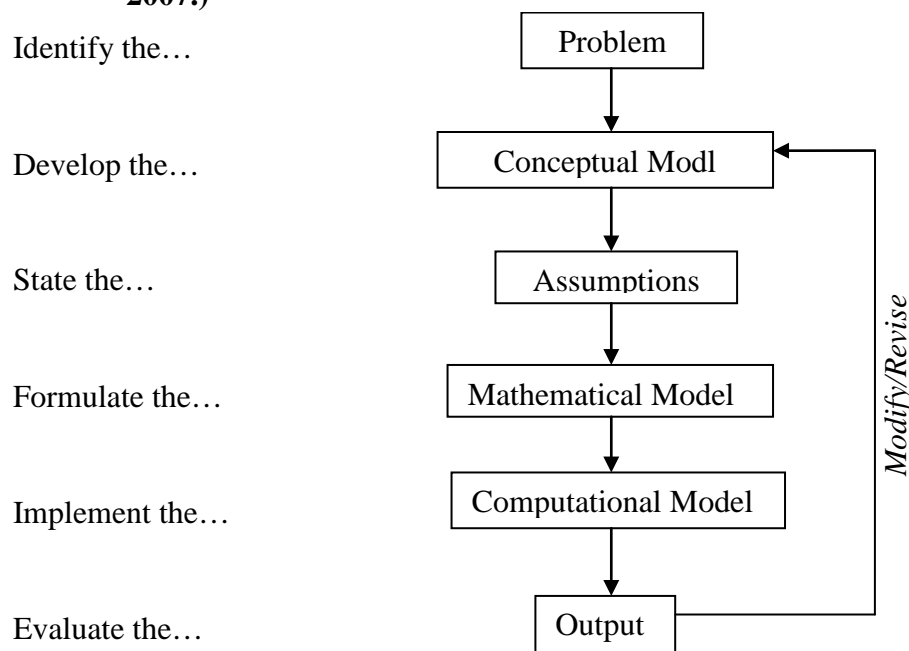 2007.)
Identify the… Problem
Develop the… Conceptual Modl
State the… Assumptions
Formulate the… Mathematical Model
Modify/Revise
Implement the… Computational Model
Evaluate the… Output